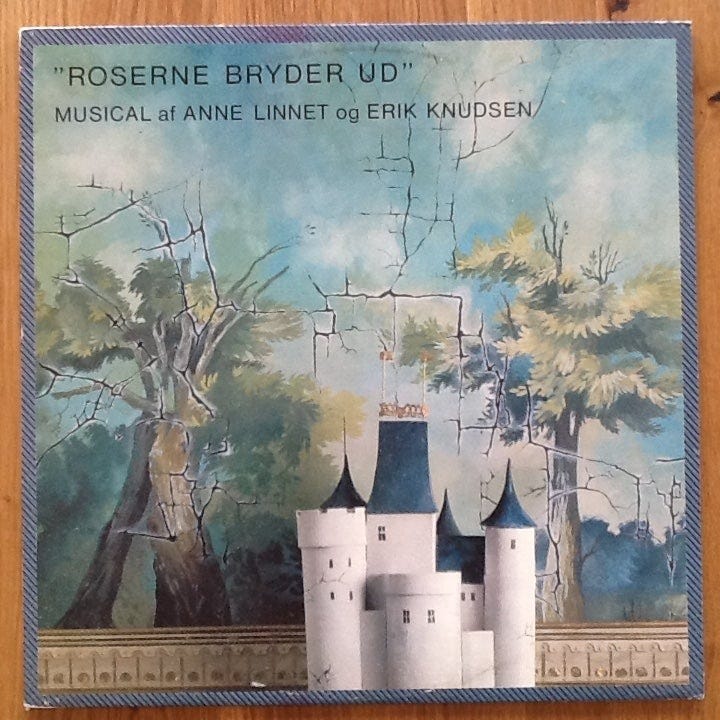 "ROSERNE BRYDER UD"
MUSICAL af ANNE LINNET og ERIK KNUDSEN